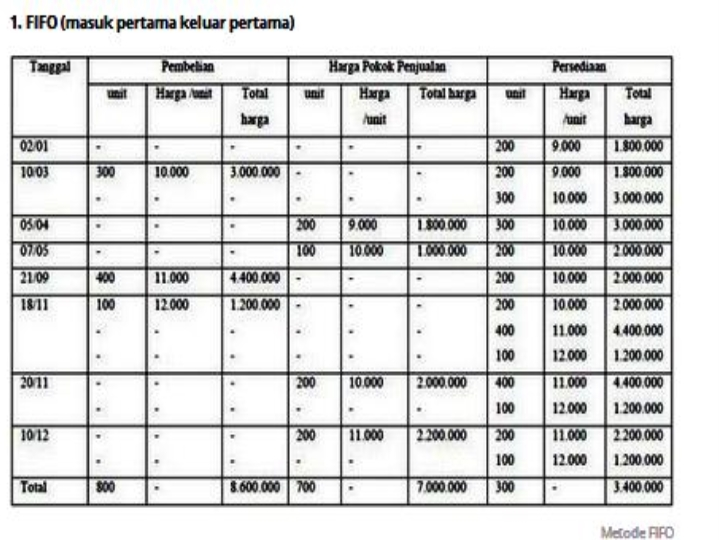 1. FIFO (masuk pertama keluar pertama)
Tanggal Pembelian Harga Pokok Penjualan Persediaan
unit Harga /unit Total harga unit Harga /unit Total harga unit Harga /unit Total harga
02/01 - - - - - - 200 9.000 1.800.000
10/03 300 10.000 3.000.000 - - - 200 9.000 1.800.000
- - - - - - 300 10.000 3.000.000
05/04 - - - 200 9.000 1.800.000 300 10.000 3.000.000
07/05 - - - 100 10.000 1.000.000 200 10.000 2.000.000
21/09 400 11.000 4.400.000 - - - 200 10.000 2.000.000
18/11 100 12.000 1.200.000 - - - 200 10.000 2.000.000
- - - - - - 400 11.000 4.400.000
- - - - - - 100 12.000 1.200.000
20/11 - - - 200 10.000 2.000.000 400 11.000 4.400.000
- - - - - - 100 12.000 1.200.000
10/12 - - - 200 11.000 2.200.000 200 11.000 2.200.000
- - - - - 100 12.000 1.200.000
Total 800 - 8.600.000 700 - 7.000.000 300 - 3.400.000
Metode FIFO